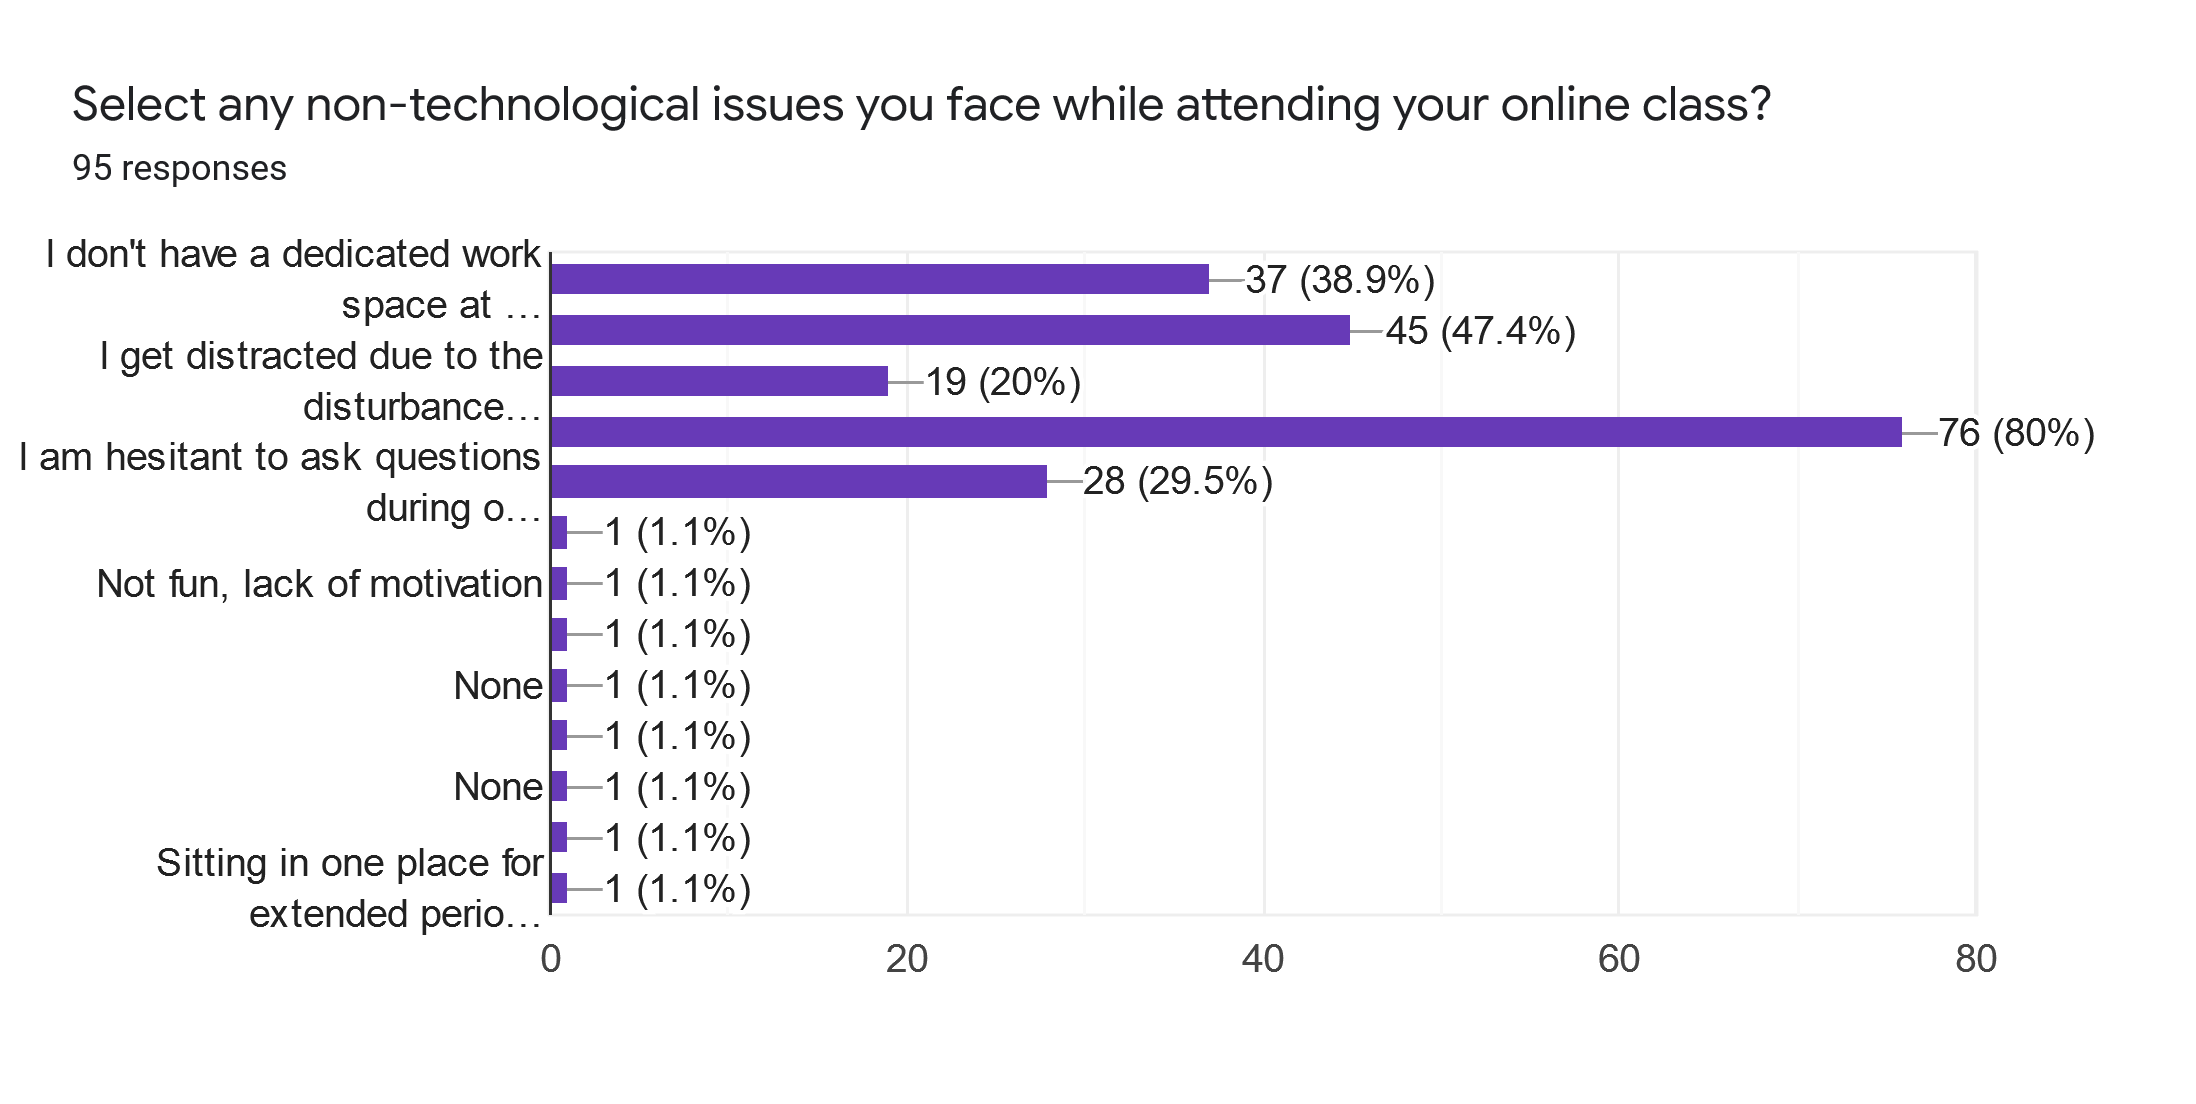 Select any non-technological issues you face while attending your online class?
95 responses
I don't have a dedicated work
space at ...
I get distracted due to the
disturbance...
I am hesitant to ask questions
during o...
Not fun, lack of motivation
None
None
Sitting in one place for
extended perio...
37 (38.9%)
45 (47.4%)
19 (20%)
76 (80%)
28 (29.5%)
1 (1.1%)
1 (1.1%)
1 (1.1%)
1 (1.1%)
1 (1.1%)
1 (1.1%)
1 (1.1%)
1 (1.1%)
0 20 40 60 80